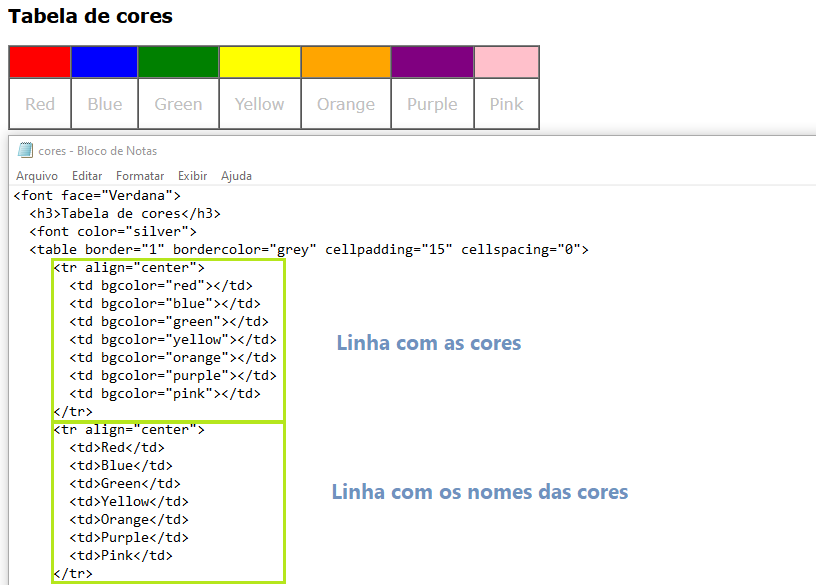 Tabela de cores
Red Blue Green Yellow Orange Purple Pink
cores - Bloco de Notas
Arquivo Editar Formatar Exibir Ajuda
<font face="Verdana">
<h3>Tabela de cores</h3>
<font color="silver">
<table border="1" bordercolor="grey" cellpadding="15" cellspacing="0">
<tr align="center">
<td bgcolor="red"></td>
<td bgcolor="blue"></td>
<td bgcolor="green"></td>
<td bgcolor="yellow"></td>
<td bgcolor="orange"></td>
<td bgcolor="purple"></td>
<td bgcolor="pink"></td>
</tr>
Linha com as cores
<tr align="center">
<td>Red</td>
<td>Blue</td>
<td>Green</td>
<td>Yellow</td>
<td>Orange</td>
<td>Purple</td>
<td>Pink</td>
</tr>
Linha com os nomes das cores